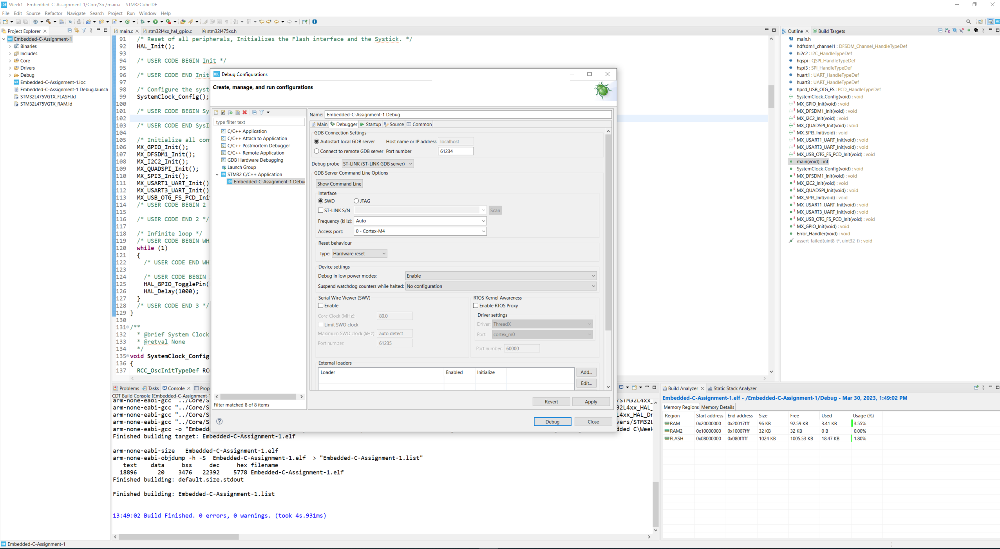 Week1 - Embedded-C-Assignment-1/Core/Src/main.c - STM32CubeIDE
File Edit Source Refactor Navigate Search Project Run Window Help
Project Explorer
Embedded-C-Assignment-1
Binaries
Includes
Core
Drivers
Debug
Embedded-C-Assignment-1.ioc
Embedded-C-Assignment-1 Debug.launch
STM32L475VGTX_FLASH.ld
STM32L475VGTX_RAM.ld
main.c stm32l4xx_hal_gpio.c stm32l475xx.h
91 /* Reset of all peripherals, Initializes the Flash interface and the Systick. */
92 HAL_Init();
93
94 /* USER CODE BEGIN Init */
95
96 /* USER CODE END Init
97
98 /* Configure the syst
99 SystemClock_Config();
100
101 /* USER CODE BEGIN Sy
102
103 /* USER CODE END SysI
104
105 /* Initialize all con
106 MX_GPIO_Init();
107 MX_DFSDM1_Init();
108 MX_I2C2_Init();
109 MX_QUADSPI_Init();
110 MX_SPI3_Init();
111 MX_USART1_UART_Init()
112 MX_USART3_UART_Init()
113 MX_USB_OTG_FS_PCD_Ini
114 /* USER CODE BEGIN 2
115
116 /* USER CODE END 2 */
117
118 /* Infinite loop */
119 /* USER CODE BEGIN WH
120 while (1)
121 {
122 /* USER CODE END WH
123
124 /* USER CODE BEGIN
125 HAL_GPIO_TogglePin(
126 HAL_Delay(1000);
127 }
128 /* USER CODE END 3 */
129 }
130
131 /**
132 * @brief System Clock
133 * @retval None
134 */
135 void SystemClock_Config
136 {
137 RCC_OscInitTypeDef RCC
Debug Configurations
Create, manage, and run configurations
type filter text
C/C++ Application
C/C++ Attach to Application
C/C++ Postmortem Debugger
C/C++ Remote Application
GDB Hardware Debugging
Launch Group
STM32 C/C++ Application
Embedded-C-Assignment-1 Debu
Filter matched 8 of 8 items
Name: Embedded-C-Assignment-1 Debug
Main Debugger Startup Source Common
GDB Connection Settings
Autostart local GDB server Host name or IP address localhost
Connect to remote GDB server Port number 61234
Debug probe ST-LINK (ST-LINK GDB server)
GDB Server Command Line Options
Show Command Line
Interface
SWD JTAG
ST-LINK S/N Scan
Frequency (kHz): Auto
Access port: 0 - Cortex-M4
Reset behaviour
Type: Hardware reset
Device settings
Debug in low power modes: Enable
Suspend watchdog counters while halted: No configuration
Serial Wire Viewer (SWV)
Enable
Core Clock (MHz): 80.0
Limit SWO clock
Maximum SWO clock (kHz): auto detect
Port number: 61235
RTOS Kernel Awareness
Enable RTOS Proxy
Driver settings
Driver: ThreadX
Port: cortex_m0
Port number: 60000
External loaders
Loader Enabled Initialize
Add...
Edit...
Revert Apply
Debug Close
Outline Build Targets
main.h
hdfsdm1_channel1 : DFSDM_Channel_HandleTypeDef
hi2c2 : I2C_HandleTypeDef
hqspi : QSPI_HandleTypeDef
hspi3 : SPI_HandleTypeDef
huart1 : UART_HandleTypeDef
huart3 : UART_HandleTypeDef
hpcd_USB_OTG_FS : PCD_HandleTypeDef
SystemClock_Config(void) : void
MX_GPIO_Init(void) : void
MX_DFSDM1_Init(void) : void
MX_I2C2_Init(void) : void
MX_QUADSPI_Init(void) : void
MX_SPI3_Init(void) : void
MX_USART1_UART_Init(void) : void
MX_USART3_UART_Init(void) : void
MX_USB_OTG_FS_PCD_Init(void) : void
main(void) : int
SystemClock_Config(void) : void
MX_DFSDM1_Init(void) : void
MX_I2C2_Init(void) : void
MX_QUADSPI_Init(void) : void
MX_SPI3_Init(void) : void
MX_USART1_UART_Init(void) : void
MX_USART3_UART_Init(void) : void
MX_USB_OTG_FS_PCD_Init(void) : void
MX_GPIO_Init(void) : void
Error_Handler(void) : void
assert_failed(uint8_t*, uint32_t) : void
Problems Tasks Console Prop
CDT Build Console [Embedded-C-Assignment-1
arm-none-eabi-gcc "../Core/S /STM32L4xx_
arm-none-eabi-gcc "../Core/S 32L4xx_HAL_
arm-none-eabi-gcc "../Core/S L4xx_HAL_Dr
arm-none-eabi-gcc "../Core/S vers/STM32L
arm-none-eabi-gcc -o "Embedd dded C\Week
Finished building target: Embedded-C-Assignment-1.elf
arm-none-eabi-size Embedded-C-Assignment-1.elf
arm-none-eabi-objdump -h -S Embedded-C-Assignment-1.elf > "Embedded-C-Assignment-1.list"
text data bss dec hex filename
18896 20 3476 22392 5778 Embedded-C-Assignment-1.elf
Finished building: default.size.stdout
Finished building: Embedded-C-Assignment-1.list
13:49:02 Build Finished. 0 errors, 0 warnings. (took 4s.931ms)
Build Analyzer Static Stack Analyzer
Embedded-C-Assignment-1.elf - /Embedded-C-Assignment-1/Debug - Mar 30, 2023, 1:49:02 PM
Memory Regions Memory Details
Region Start address End address Size Free Used Usage (%)
RAM 0x20000000 0x20017fff 96 KB 92.59 KB 3.41 KB 3.55%
RAM2 0x10000000 0x10007fff 32 KB 32 KB 0 B 0.00%
FLASH 0x08000000 0x080fffff 1024 KB 1005.53 KB 18.47 KB 1.80%
Embedded-C-Assignment-1